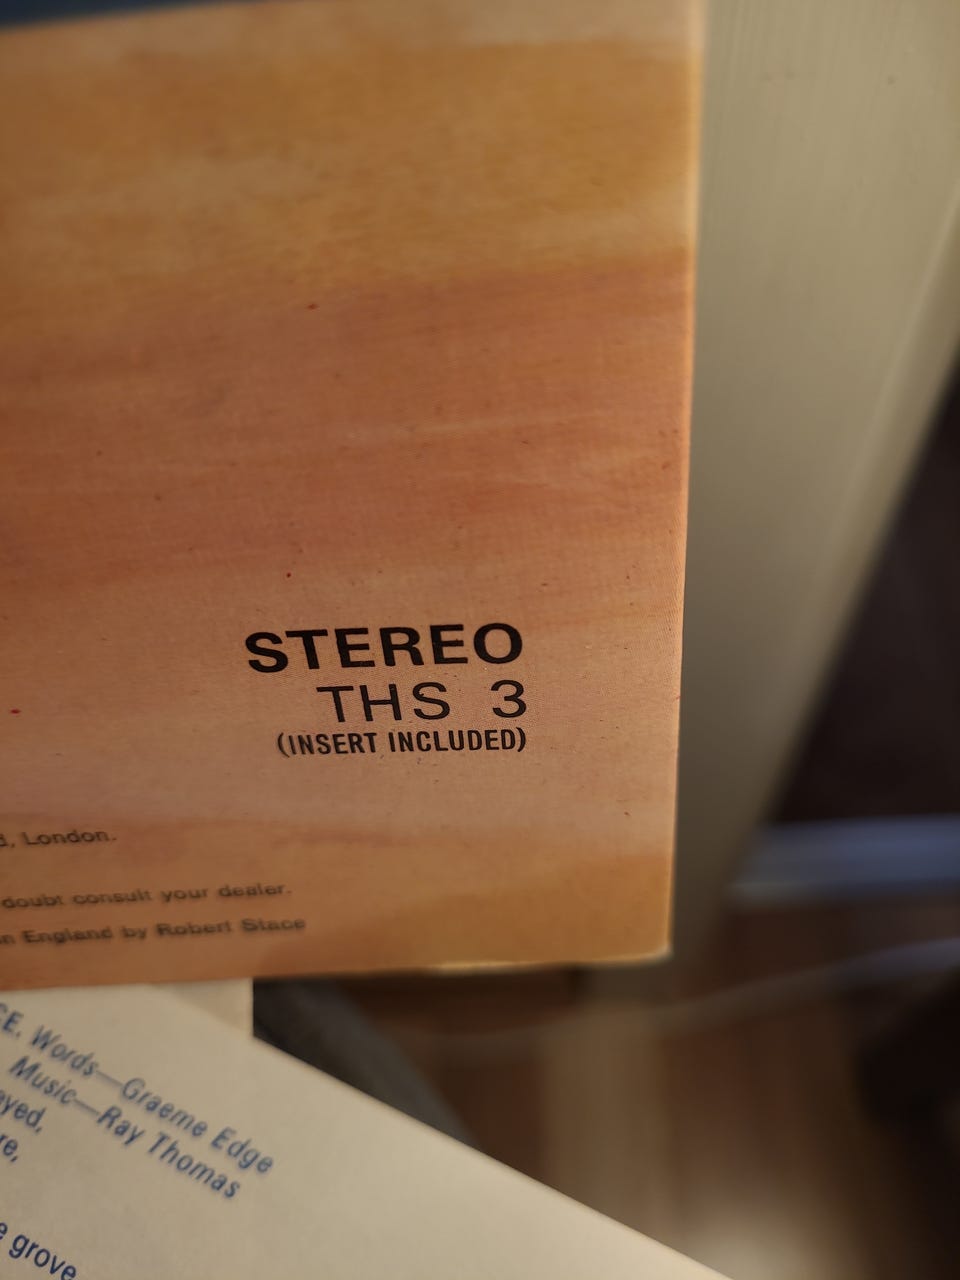 STEREO
THS 3
(INSERT INCLUDED)
, London.
doubt consult your dealer.
England by Robert Stace
Words—Graeme Edge
Music—Ray Thomas
grove